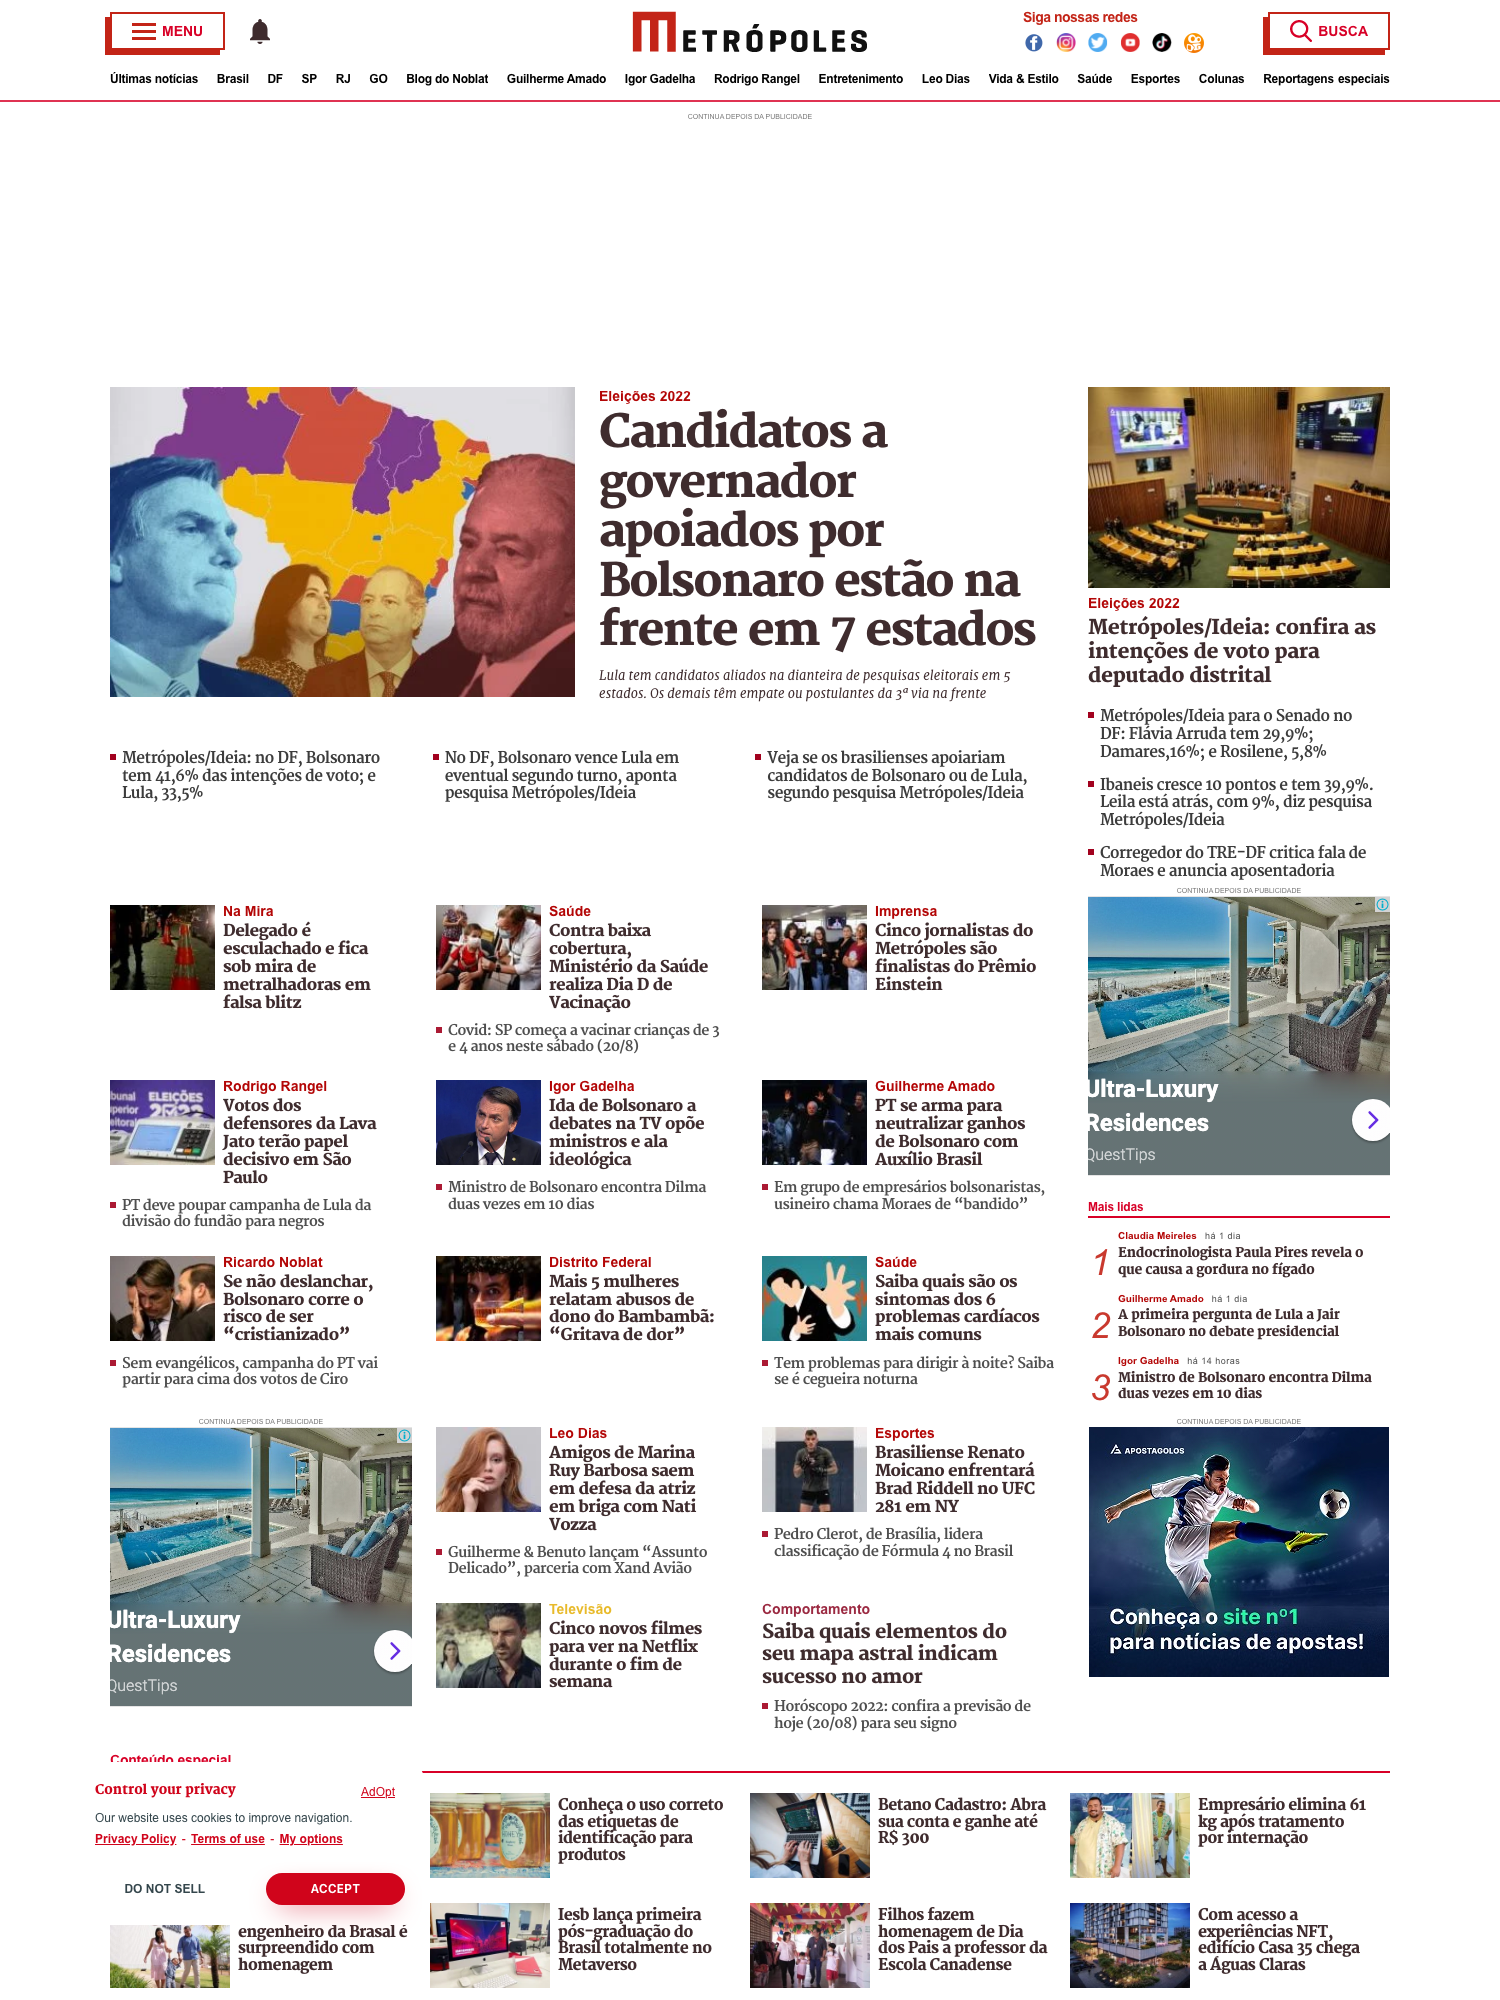 MENU
METRÓPOLES
Siga nossas redes
BUSCA
Últimas notícias Brasil DF SP RJ GO Blog do Noblat Guilherme Amado Igor Gadelha Rodrigo Rangel Entretenimento Leo Dias Vida & Estilo Saúde Esportes Colunas Reportagens especiais
CONTINUA DEPOIS DA PUBLICIDADE
Eleições 2022
Candidatos a
governador
apoiados por
Bolsonaro estão na
frente em 7 estados
Lula tem candidatos aliados na dianteira de pesquisas eleitorais em 5
estados. Os demais têm empate ou postulantes da 3ª via na frente
Metrópoles/Ideia: no DF, Bolsonaro
tem 41,6% das intenções de voto; e
Lula, 33,5%
No DF, Bolsonaro vence Lula em
eventual segundo turno, aponta
pesquisa Metrópoles/Ideia
Veja se os brasilienses apoiariam
candidatos de Bolsonaro ou de Lula,
segundo pesquisa Metrópoles/Ideia
Eleições 2022
Metrópoles/Ideia: confira as
intenções de voto para
deputado distrital
Metrópoles/Ideia para o Senado no
DF: Flávia Arruda tem 29,9%;
Damares,16%; e Rosilene, 5,8%
Ibaneis cresce 10 pontos e tem 39,9%.
Leila está atrás, com 9%, diz pesquisa
Metrópoles/Ideia
Corregedor do TRE-DF critica fala de
Moraes e anuncia aposentadoria
CONTINUA DEPOIS DA PUBLICIDADE
Ultra-Luxury
Residences
QuestTips
Na Mira
Delegado é
esculachado e fica
sob mira de
metralhadoras em
falsa blitz
Saúde
Contra baixa
cobertura,
Ministério da Saúde
realiza Dia D de
Vacinação
Covid: SP começa a vacinar crianças de 3
e 4 anos neste sábado (20/8)
Imprensa
Cinco jornalistas do
Metrópoles são
finalistas do Prêmio
Einstein
ELEIÇÕES
2022
Rodrigo Rangel
Votos dos
defensores da Lava
Jato terão papel
decisivo em São
Paulo
PT deve poupar campanha de Lula da
divisão do fundão para negros
Igor Gadelha
Ida de Bolsonaro a
debates na TV opõe
ministros e ala
ideológica
Ministro de Bolsonaro encontra Dilma
duas vezes em 10 dias
Guilherme Amado
PT se arma para
neutralizar ganhos
de Bolsonaro com
Auxílio Brasil
Em grupo de empresários bolsonaristas,
usineiro chama Moraes de “bandido”
Mais lidas
Claudia Meireles há 1 dia
1 Endocrinologista Paula Pires revela o
que causa a gordura no fígado
Guilherme Amado há 1 dia
2 A primeira pergunta de Lula a Jair
Bolsonaro no debate presidencial
Igor Gadelha há 14 horas
3 Ministro de Bolsonaro encontra Dilma
duas vezes em 10 dias
Ricardo Noblat
Se não deslanchar,
Bolsonaro corre o
risco de ser
“cristianizado”
Sem evangélicos, campanha do PT vai
partir para cima dos votos de Ciro
Distrito Federal
Mais 5 mulheres
relatam abusos de
dono do Bambambã:
“Gritava de dor”
Saúde
Saiba quais são os
sintomas dos 6
problemas cardíacos
mais comuns
Tem problemas para dirigir à noite? Saiba
se é cegueira noturna
CONTINUA DEPOIS DA PUBLICIDADE
Ultra-Luxury
Residences
QuestTips
Leo Dias
Amigos de Marina
Ruy Barbosa saem
em defesa da atriz
em briga com Nati
Vozza
Guilherme & Benuto lançam “Assunto
Delicado”, parceria com Xand Avião
Esportes
Brasiliense Renato
Moicano enfrentará
Brad Riddell no UFC
281 em NY
Pedro Clerot, de Brasília, lidera
classificação de Fórmula 4 no Brasil
CONTINUA DEPOIS DA PUBLICIDADE
APOSTAGOLOS
Conheça o site nº1
para notícias de apostas!
Televisão
Cinco novos filmes
para ver na Netflix
durante o fim de
semana
Comportamento
Saiba quais elementos do
seu mapa astral indicam
sucesso no amor
Horóscopo 2022: confira a previsão de
hoje (20/08) para seu signo
Conteúdo especial
Control your privacy
AdOpt
Our website uses cookies to improve navigation.
Privacy Policy - Terms of use - My options
DO NOT SELL
ACCEPT
Conheça o uso correto
das etiquetas de
identificação para
produtos
Betano Cadastro: Abra
sua conta e ganhe até
R$ 300
Empresário elimina 61
kg após tratamento
por internação
engenheiro da Brasal é
surpreendido com
homenagem
Iesb lança primeira
pós-graduação do
Brasil totalmente no
Metaverso
Filhos fazem
homenagem de Dia
dos Pais a professor da
Escola Canadense
Com acesso a
experiências NFT,
edifício Casa 35 chega
a Águas Claras